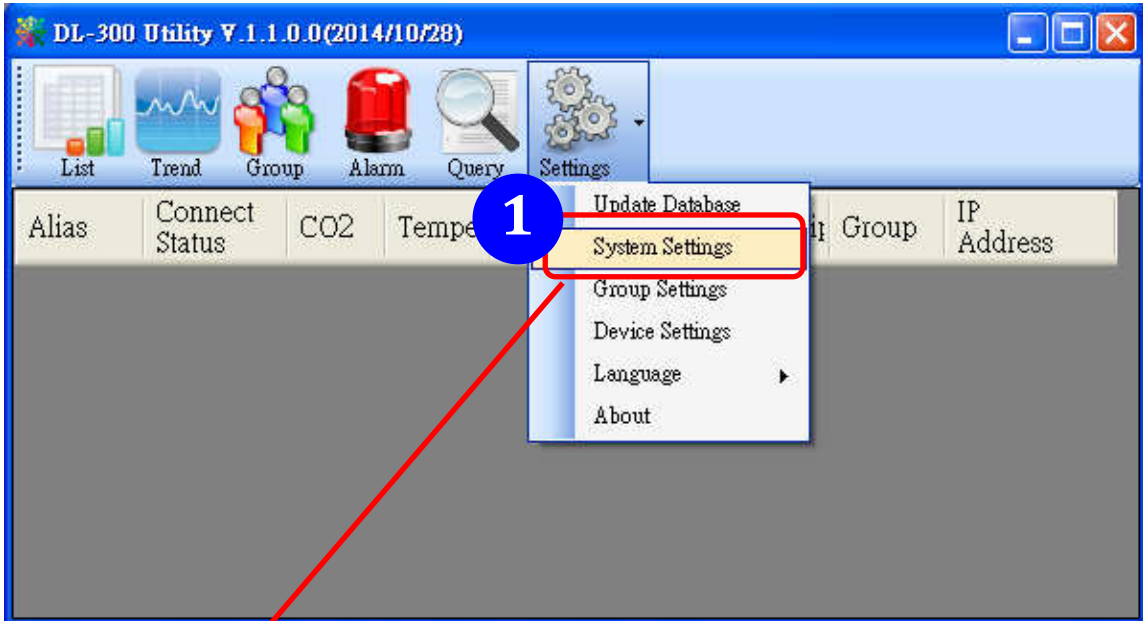 DL-300 Utility V.1.1.0.0(2014/10/28)
List Trend Group Alarm Query Settings
Alias Connect Status CO2 Group IP Address
1
Update Database
System Settings
Group Settings
Device Settings
Language
About